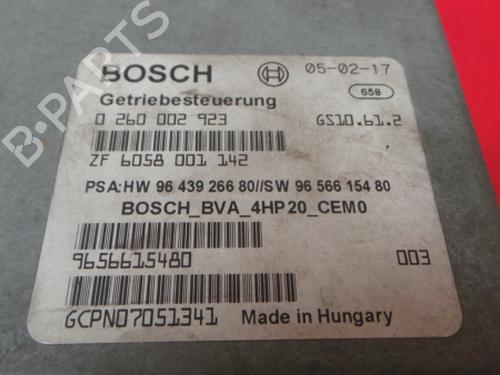 BOSCH 05-02-17
Getriebesteuerung 658
0 260 002 923 GS10.61.2
ZF 6058 001 142
PSA:HW 96 439 266 80//SW 96 566 154 80
BOSCH_BVA_4HP20_CEM0
9656615480 003
GCPN07051341 Made in Hungary
B-PARTS